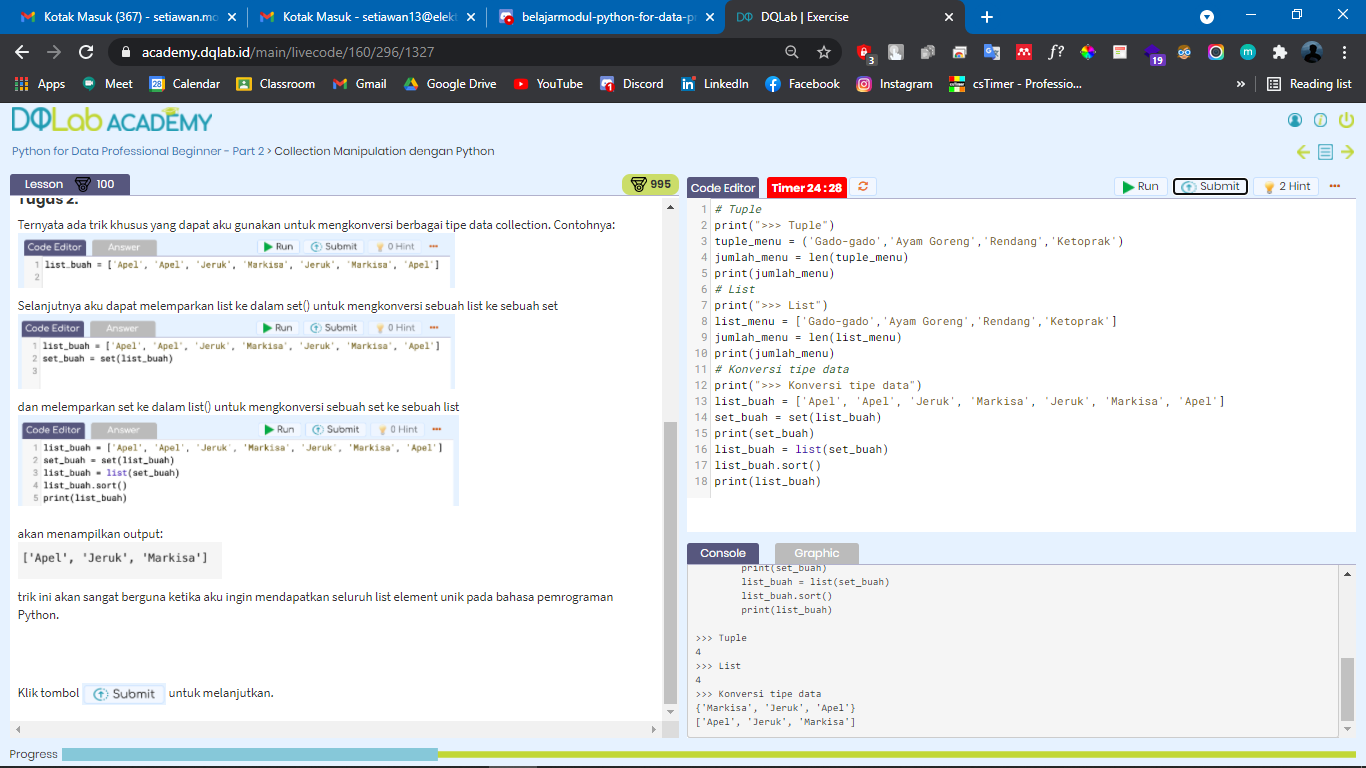 Kotak Masuk (367) - setiawan.mo
Kotak Masuk - setiawan13@elekt
belajarmodul-python-for-data-pr
DQLab | Exercise
academy.dqlab.id/main/livecode/160/296/1327
3
19
Apps
Meet
28
Calendar
Classroom
Gmail
Google Drive
YouTube
Discord
LinkedIn
Facebook
Instagram
csTimer - Professio...
»
Reading list
DQLab ACADEMY
Python for Data Professional Beginner - Part 2 > Collection Manipulation dengan Python
Lesson 100
995
Tugas 2.
Ternyata ada trik khusus yang dapat aku gunakan untuk mengkonversi berbagai tipe data collection. Contohnya:
Code Editor Answer Run Submit 0 Hint
1 list_buah = ['Apel', 'Apel', 'Jeruk', 'Markisa', 'Jeruk', 'Markisa', 'Apel']
2
Selanjutnya aku dapat melemparkan list ke dalam set() untuk mengkonversi sebuah list ke sebuah set
Code Editor Answer Run Submit 0 Hint
1 list_buah = ['Apel', 'Apel', 'Jeruk', 'Markisa', 'Jeruk', 'Markisa', 'Apel']
2 set_buah = set(list_buah)
3
dan melemparkan set ke dalam list() untuk mengkonversi sebuah set ke sebuah list
Code Editor Answer Run Submit 0 Hint
1 list_buah = ['Apel', 'Apel', 'Jeruk', 'Markisa', 'Jeruk', 'Markisa', 'Apel']
2 set_buah = set(list_buah)
3 list_buah = list(set_buah)
4 list_buah.sort()
5 print(list_buah)
akan menampilkan output:
['Apel', 'Jeruk', 'Markisa']
trik ini akan sangat berguna ketika aku ingin mendapatkan seluruh list element unik pada bahasa pemrograman
Python.
Klik tombol Submit untuk melanjutkan.
Code Editor Timer 24 : 28 Run Submit 2 Hint
1 # Tuple
2 print(">>> Tuple")
3 tuple_menu = ('Gado-gado','Ayam Goreng','Rendang','Ketoprak')
4 jumlah_menu = len(tuple_menu)
5 print(jumlah_menu)
6 # List
7 print(">>> List")
8 list_menu = ['Gado-gado','Ayam Goreng','Rendang','Ketoprak']
9 jumlah_menu = len(list_menu)
10 print(jumlah_menu)
11 # Konversi tipe data
12 print(">>> Konversi tipe data")
13 list_buah = ['Apel', 'Apel', 'Jeruk', 'Markisa', 'Jeruk', 'Markisa', 'Apel']
14 set_buah = set(list_buah)
15 print(set_buah)
16 list_buah = list(set_buah)
17 list_buah.sort()
18 print(list_buah)
Console Graphic
print(set_buah)
list_buah = list(set_buah)
list_buah.sort()
print(list_buah)
>>> Tuple
4
>>> List
4
>>> Konversi tipe data
{'Markisa', 'Jeruk', 'Apel'}
['Apel', 'Jeruk', 'Markisa']
Progress